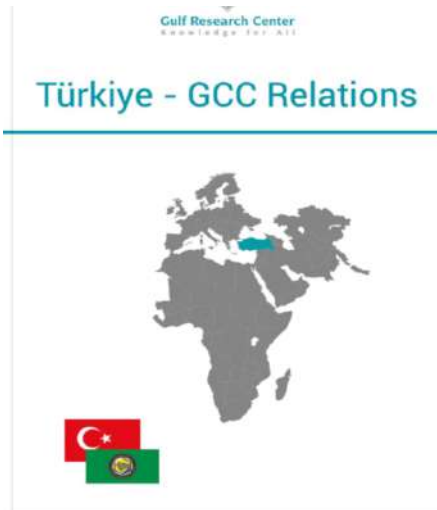 Gulf Research Center
Knowledge for All
Türkiye - GCC Relations